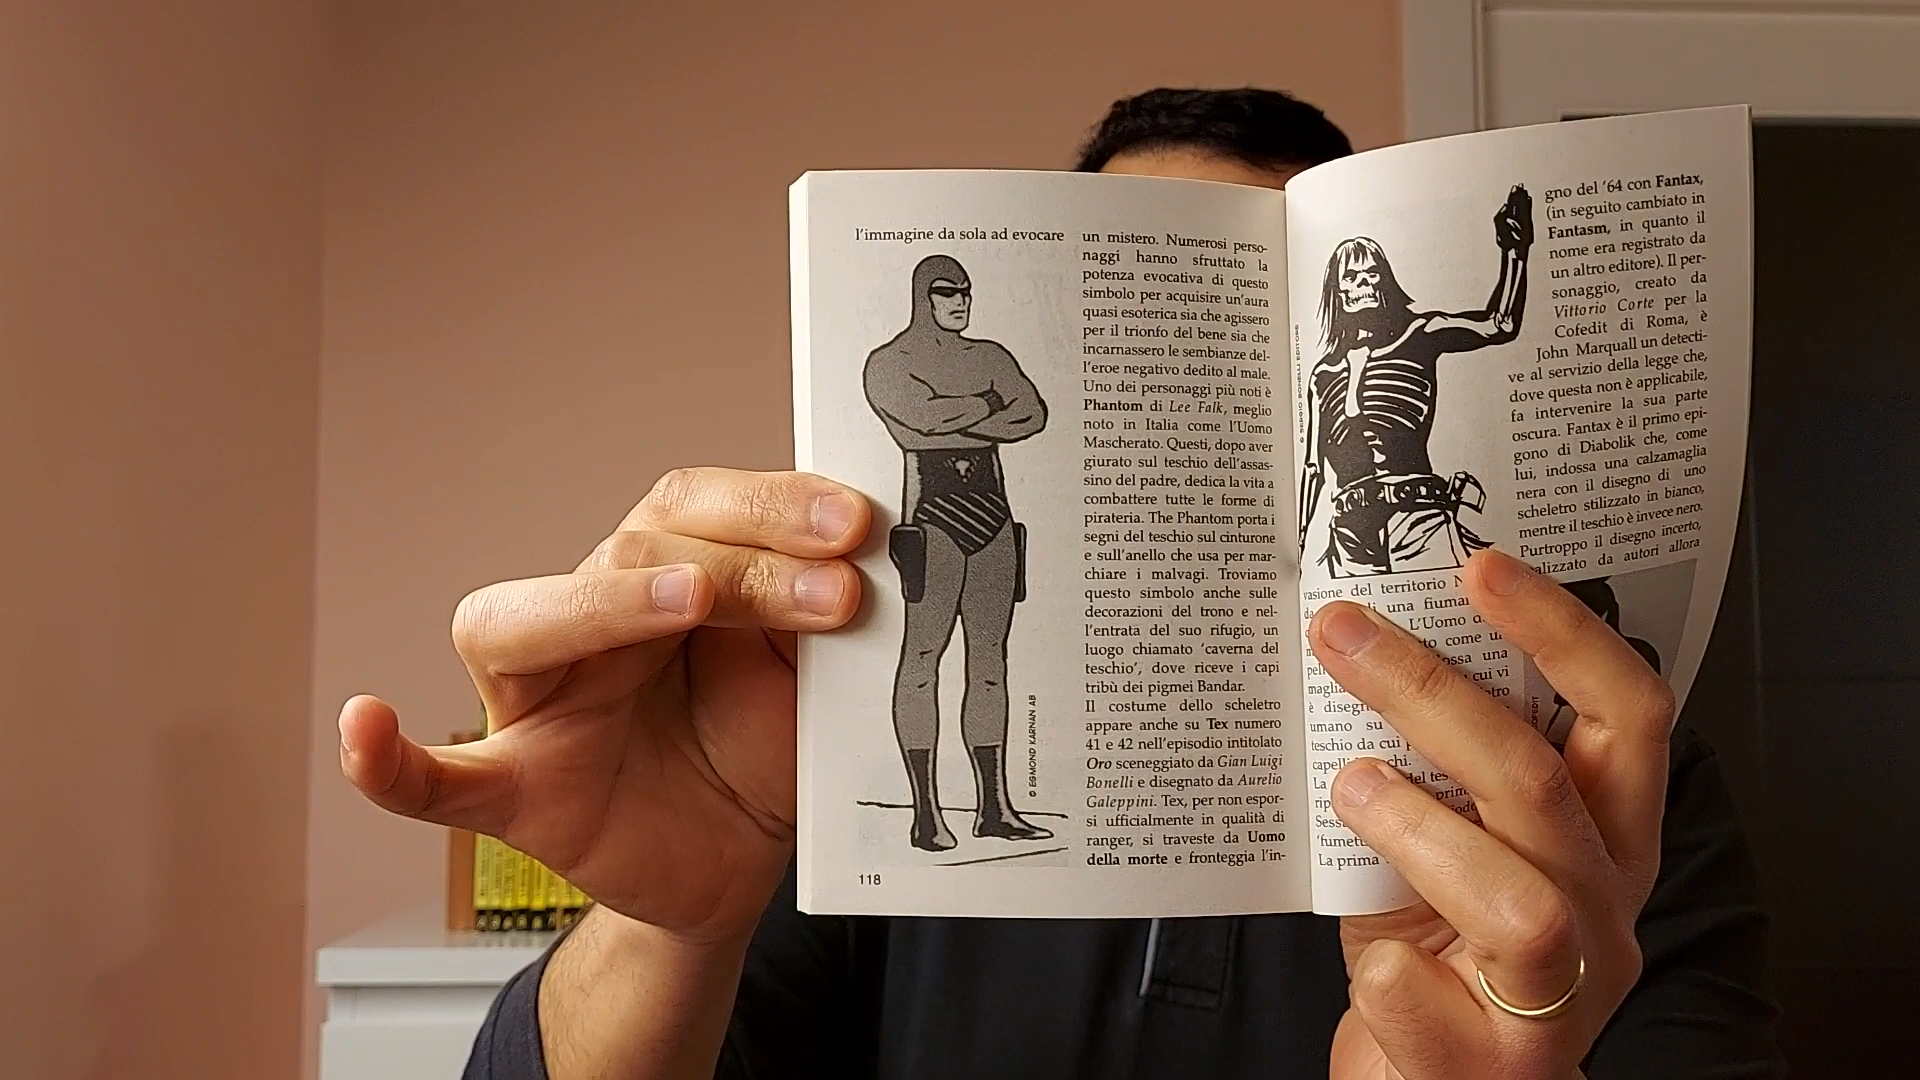 l'immagine da sola ad evocare
© EGMOND KARNAN AB
118
un mistero. Numerosi perso-
naggi hanno sfruttato la
potenza evocativa di questo
simbolo per acquisire un'aura
quasi esoterica sia che agissero
per il trionfo del bene sia che
incarnassero le sembianze del-
l'eroe negativo dedito al male.
Uno dei personaggi più noti è
Phantom di Lee Falk, meglio
noto in Italia come l'Uomo
Mascherato. Questi, dopo aver
giurato sul teschio dell'assas-
sino del padre, dedica la vita a
combattere tutte le forme di
pirateria. The Phantom porta i
segni del teschio sul cinturone
e sull'anello che usa per mar-
chiare i malvagi. Troviamo
questo simbolo anche sulle
decorazioni del trono e nel-
l'entrata del suo rifugio, un
luogo chiamato 'caverna del
teschio', dove riceve i capi
tribù dei pigmei Bandar.
Il costume dello scheletro
appare anche su Tex numero
41 e 42 nell'episodio intitolato
Oro sceneggiato da Gian Luigi
Bonelli e disegnato da Aurelio
Galeppini. Tex, per non espor-
si ufficialmente in qualità di
ranger, si traveste da Uomo
della morte e fronteggia l'in-
© SERGIO BONELLI EDITORE
vasione del territorio
una
L'Uomo
come
una
cui vi
maglia
è
umano su
teschio da cui
La del
La prima
gno del '64 con Fantax,
(in seguito cambiato in
Fantasm, in quanto il
nome era registrato da
un altro editore). Il per-
sonaggio, creato da
Vittorio Corte per la
Cofedit di Roma, è
John Marquall un detecti-
ve al servizio della legge che,
dove questa non è applicabile,
fa intervenire la sua parte
oscura. Fantax è il primo epi-
gono di Diabolik che, come
lui, indossa una calzamaglia
nera con il disegno di uno
scheletro stilizzato in bianco,
mentre il teschio è invece nero.
Purtroppo il disegno incerto,
da autori allora